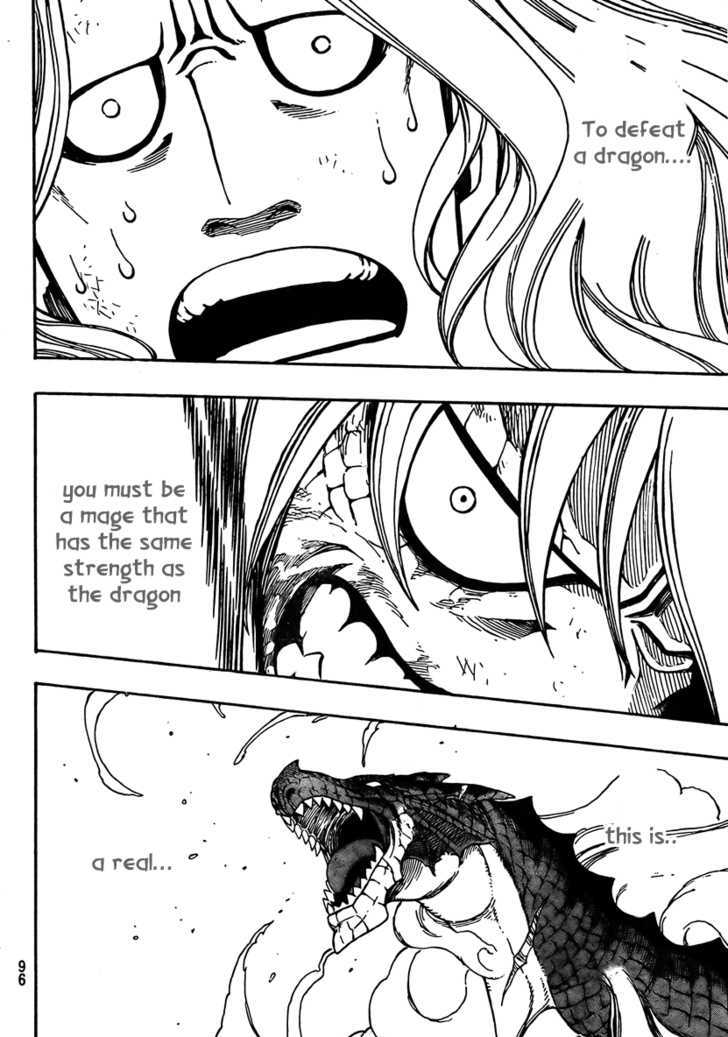 To defeat
a dragon....
you must be
a mage that
has the same
strength as
the dragon
this is..
a real...
96